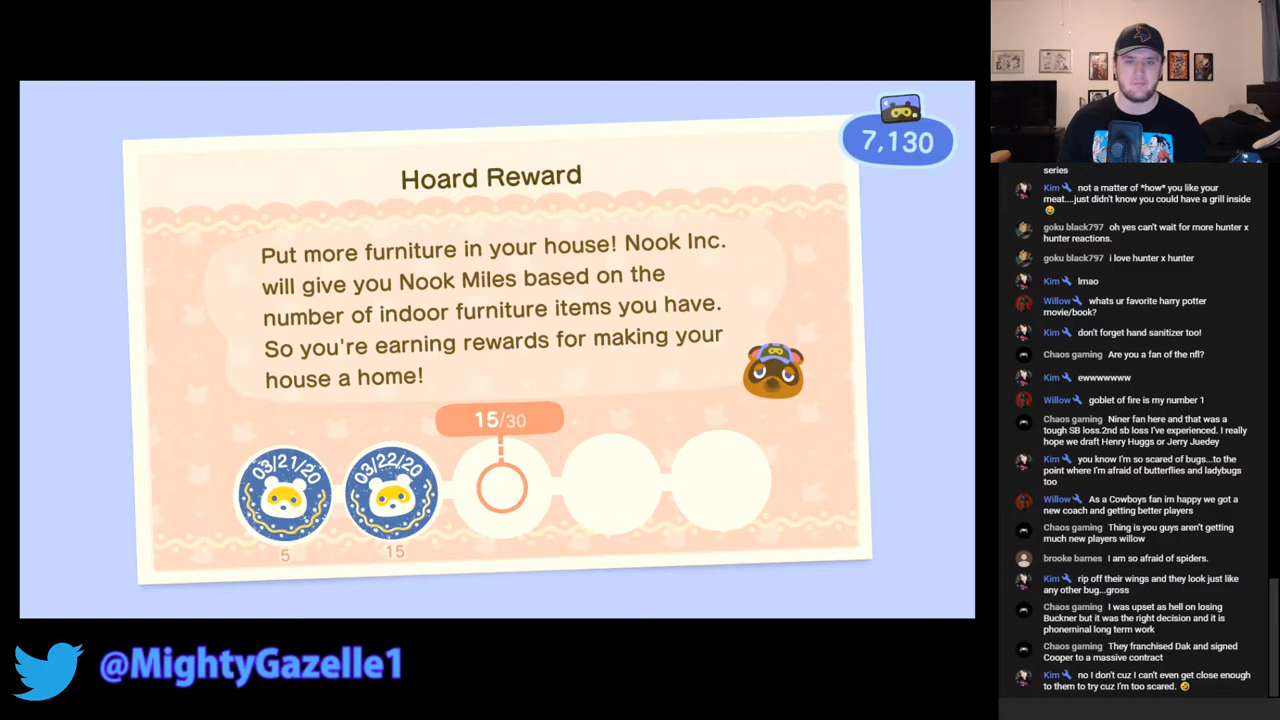 7,130
Hoard Reward
Put more furniture in your house! Nook Inc.
will give you Nook Miles based on the
number of indoor furniture items you have.
So you're earning rewards for making your
house a home!
15/30
03/21/20
03/22/20
5
15
@MightyGazelle1
series
Kim not a matter of *how* you like your
meat....just didn't know you could have a grill inside
goku black797 oh yes can't wait for more hunter x
hunter reactions.
goku black797 i love hunter x hunter
Kim lmao
Willow whats ur favorite harry potter
movie/book?
Kim don't forget hand sanitizer too!
Chaos gaming Are you a fan of the nfl?
Kim ewwwwwww
Willow goblet of fire is my number 1
Chaos gaming Niner fan here and that was a
tough SB loss.2nd sb loss I've experienced. I really
hope we draft Henry Huggs or Jerry Juedey
Kim you know I'm so scared of bugs...to the
point where I'm afraid of butterflies and ladybugs
too
Willow As a Cowboys fan im happy we got a
new coach and getting better players
Chaos gaming Thing is you guys aren't getting
much new players willow
brooke barnes I am so afraid of spiders.
Kim rip off their wings and they look just like
any other bug...gross
Chaos gaming I was upset as hell on losing
Buckner but it was the right decision and it is
phoneminal long term work
Chaos gaming They franchised Dak and signed
Cooper to a massive contract
Kim no I don't cuz I can't even get close enough
to them to try cuz I'm too scared.